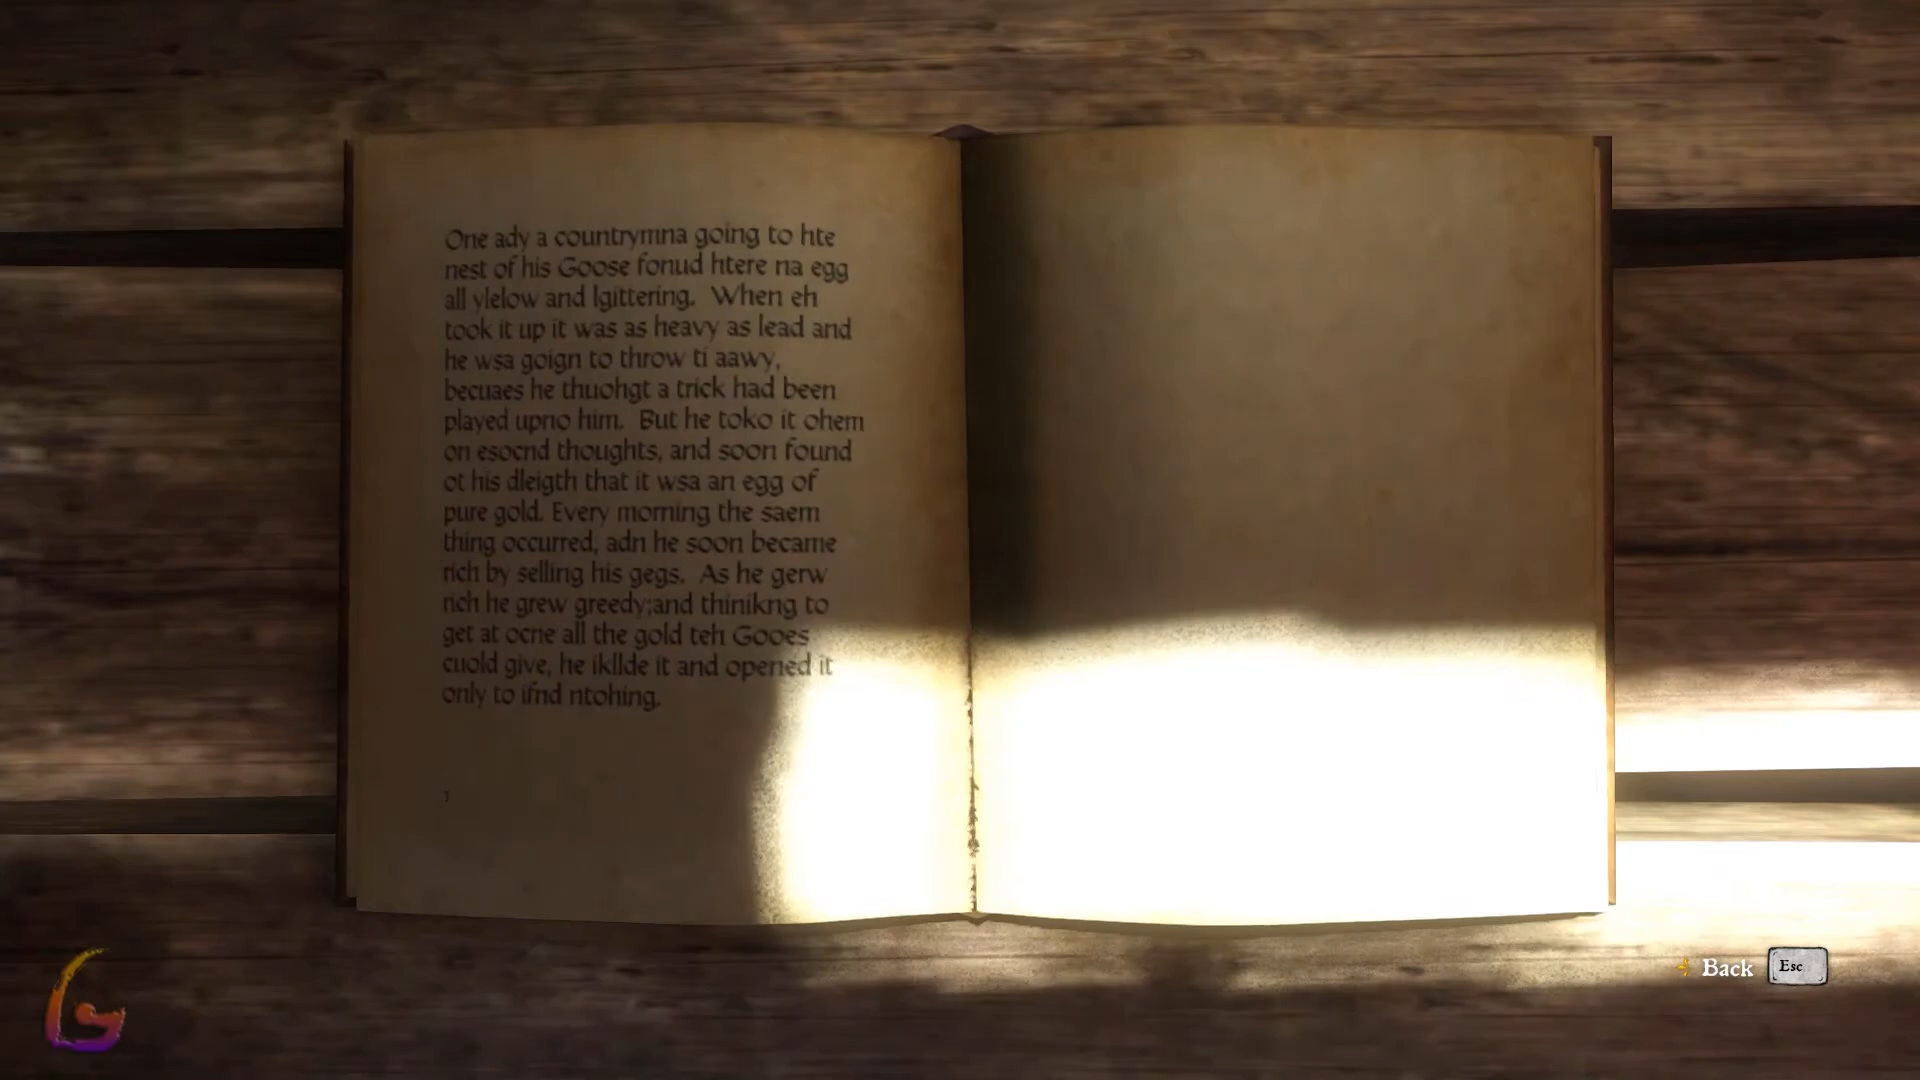 One ady a countrymna going to hte
nest of his Goose fonud htere na egg
all ylelow and lgittering. When eh
took it up it was as heavy as lead and
he wsa goign to throw ti aawy,
becuaes he thuohgt a trick had been
played upno him. But he toko it ohem
on esocnd thoughts, and soon found
ot his dleigth that it wsa an egg of
pure gold. Every morning the saem
thing occurred, adn he soon became
rich by selling his gegs. As he gerw
rich he grew greedy;and thinikng to
get at ocne all the gold teh Gooes
cuold give, he ikllde it and opened it
only to ifnd ntohing.
1
Back Esc